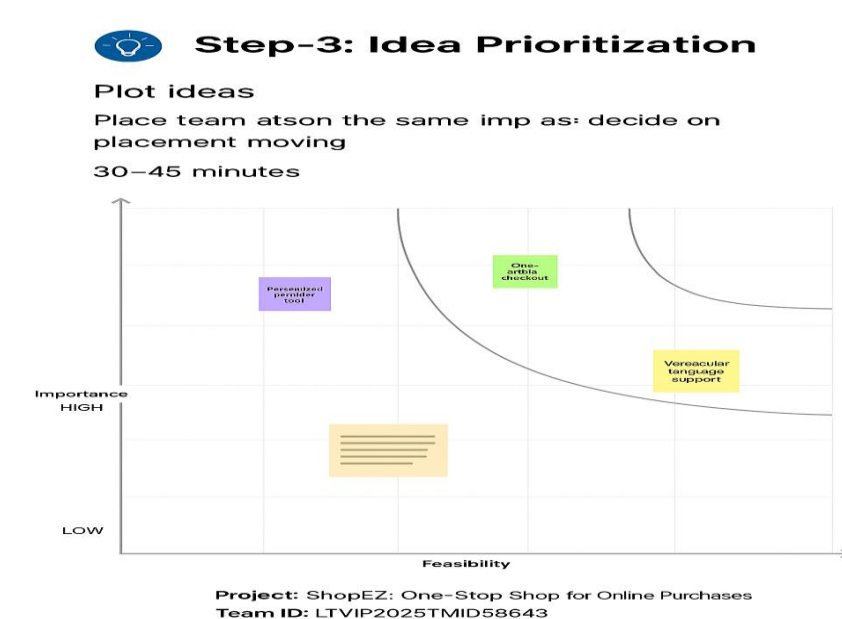 Step-3: Idea Prioritization
Plot ideas
Place team atson the same imp as: decide on
placement moving
30–45 minutes
One-
artbla
checkout
Persenized
pernider
tool
Vereacular
tanguage
support
Importance
HIGH
LOW
Feasibility
Project: ShopEZ: One-Stop Shop for Online Purchases
Team ID: LTVIP2025TMID58643